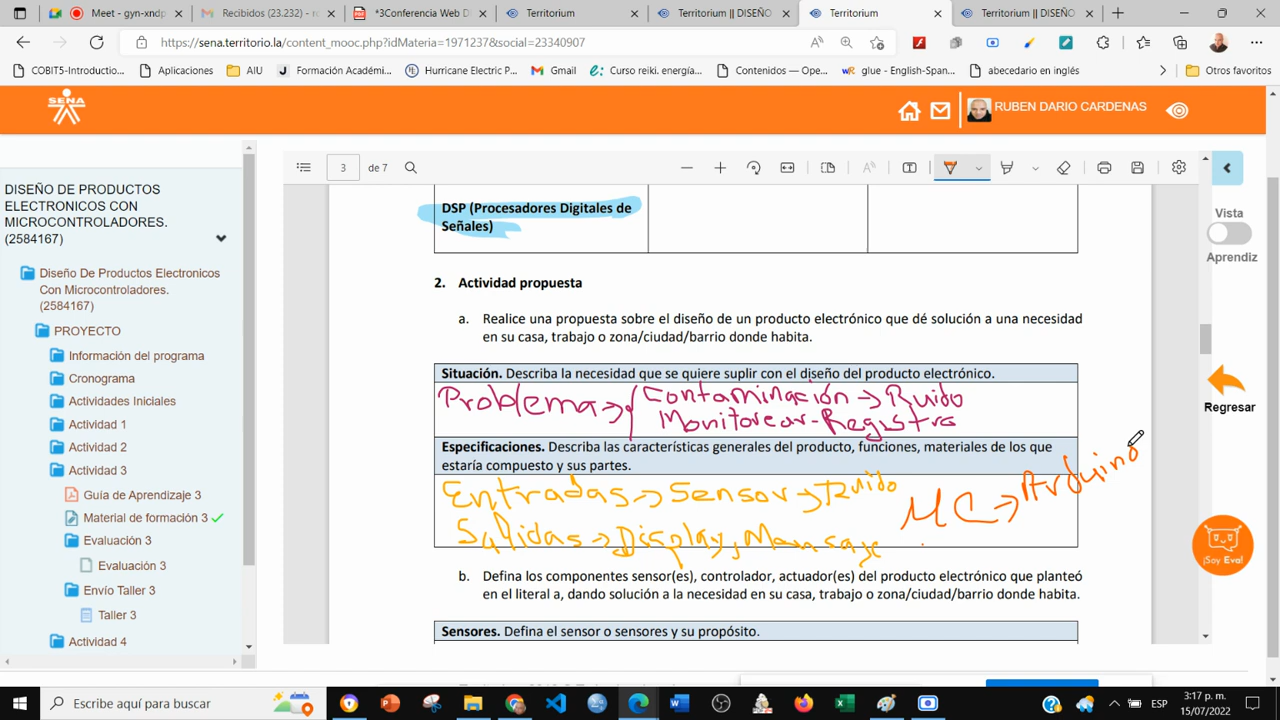 Meet - gyn-xndp
Recibidos (23.232) - r
*3Conferencia Web D
Territorium
Territorium || DISEÑO
Territorium
Territorium || DISEÑO
https://sena.territorio.la/content_mooc.php?idMateria=1971237&social=23340907
COBIT5-Introductio...
Aplicaciones
AIU
Formación Académi...
Hurricane Electric P...
Gmail
Curso reiki. energía...
Contenidos — Ope...
glue - English-Span...
abecedario en inglés
Otros favoritos
SENA
RUBEN DARIO CARDENAS
3 de 7
DISEÑO DE PRODUCTOS
ELECTRONICOS CON
MICROCONTROLADORES.
(2584167)
Diseño De Productos Electronicos
Con Microcontroladores.
(2584167)
PROYECTO
Información del programa
Cronograma
Actividades Iniciales
Actividad 1
Actividad 2
Actividad 3
Guía de Aprendizaje 3
Material de formación 3
Evaluación 3
Evaluación 3
Envío Taller 3
Taller 3
Actividad 4
DSP (Procesadores Digitales de
Señales)
2. Actividad propuesta
a. Realice una propuesta sobre el diseño de un producto electrónico que dé solución a una necesidad
en su casa, trabajo o zona/ciudad/barrio donde habita.
Situación. Describa la necesidad que se quiere suplir con el diseño del producto electrónico.
Problema → { Contaminación → Ruido
Monitorear - Registra
Especificaciones. Describa las características generales del producto, funciones, materiales de los que
estaría compuesto y sus partes.
Entradas → Sensor → Ruido
MC → Arduino
Salidas → Display, Mensaje
b. Defina los componentes sensor(es), controlador, actuador(es) del producto electrónico que planteó
en el literal a, dando solución a la necesidad en su casa, trabajo o zona/ciudad/barrio donde habita.
Sensores. Defina el sensor o sensores y su propósito.
Vista
Aprendiz
Regresar
¡Soy Eva!
Escribe aquí para buscar
ESP
3:17 p. m.
15/07/2022